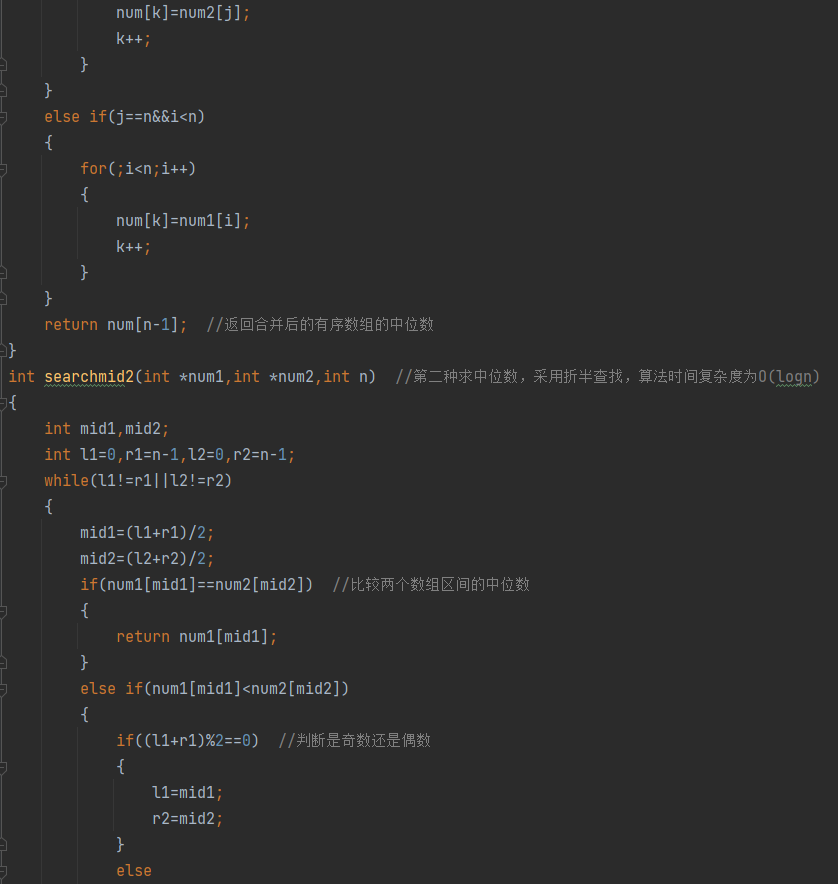 num[k]=num2[j];
k++;
}
}
else if(j==n&&i<n)
{
for(;i<n;i++)
{
num[k]=num1[i];
k++;
}
}
return num[n-1];  //返回合并后的有序数组的中位数
}
int searchmid2(int *num1,int *num2,int n)  //第二种求中位数，采用折半查找，算法时间复杂度为O(logn)
{
int mid1,mid2;
int l1=0,r1=n-1,l2=0,r2=n-1;
while(l1!=r1||l2!=r2)
{
mid1=(l1+r1)/2;
mid2=(l2+r2)/2;
if(num1[mid1]==num2[mid2])  //比较两个数组区间的中位数
{
return num1[mid1];
}
else if(num1[mid1]<num2[mid2])
{
if((l1+r1)%2==0)  //判断是奇数还是偶数
{
l1=mid1;
r2=mid2;
}
else